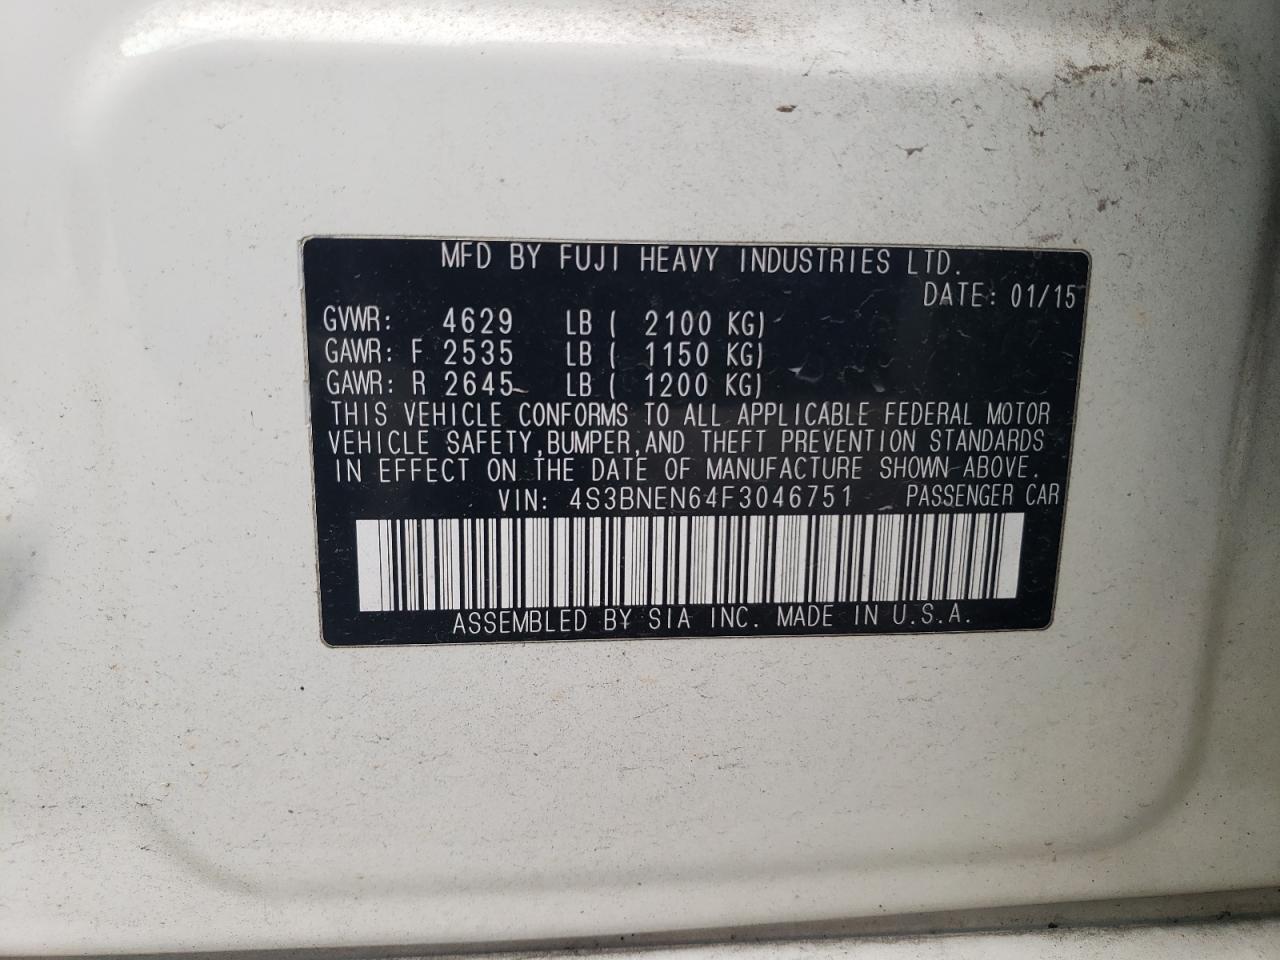 MFD BY FUJI HEAVY INDUSTRIES LTD.
DATE: 01/15
GVWR: 4629 LB ( 2100 KG)
GAWR: F 2535 LB ( 1150 KG)
GAWR: R 2645 LB ( 1200 KG)
THIS VEHICLE CONFORMS TO ALL APPLICABLE FEDERAL MOTOR
VEHICLE SAFETY, BUMPER, AND THEFT PREVENTION STANDARDS
IN EFFECT ON THE DATE OF MANUFACTURE SHOWN ABOVE.
VIN: 4S3BNEN64F3046751 PASSENGER CAR
ASSEMBLED BY SIA INC. MADE IN U.S.A.